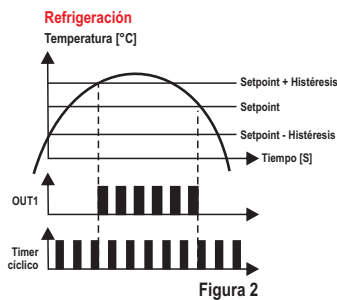 Refrigeración
Temperatura [°C]
Setpoint + Histéresis
Setpoint
Setpoint - Histéresis
Tiempo [S]
OUT1
Timer
cíclico
Figura 2